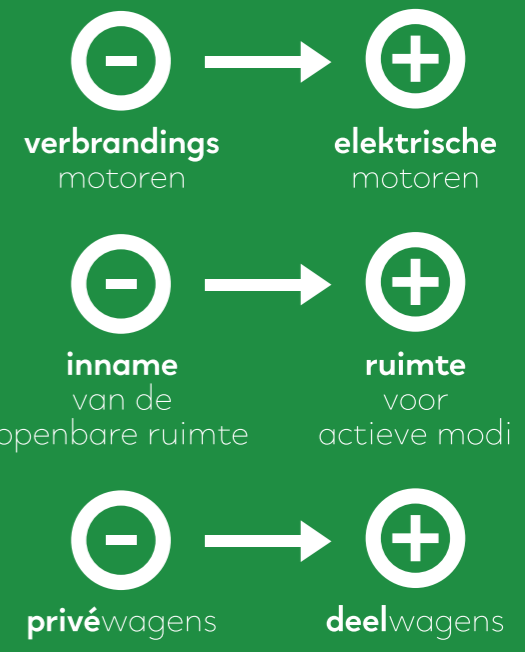 verbrandings elektrische
motoren motoren
inname ruimte
van de voor
openbare ruimte actieve modi
privéwagens deelwagens